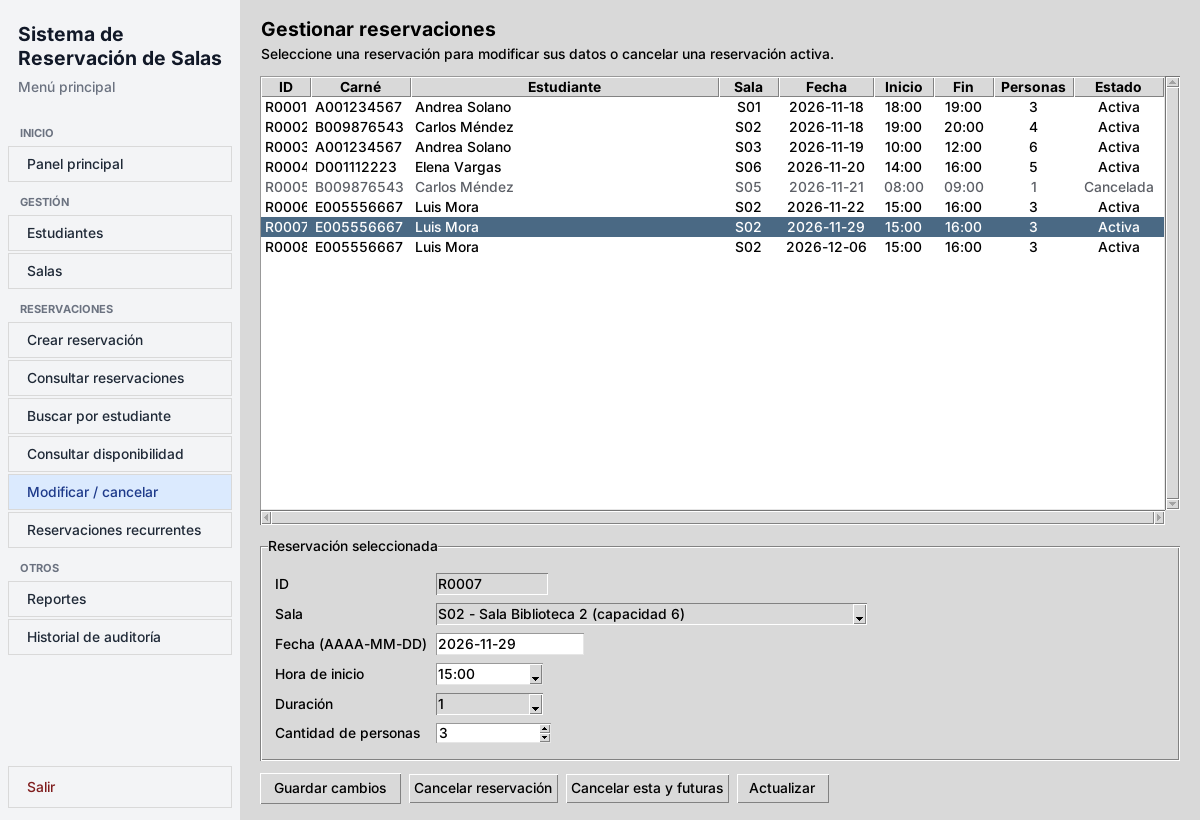 Sistema de
Reservación de Salas
Menú principal
INICIO
Panel principal
GESTIÓN
Estudiantes
Salas
RESERVACIONES
Crear reservación
Consultar reservaciones
Buscar por estudiante
Consultar disponibilidad
Modificar / cancelar
Reservaciones recurrentes
OTROS
Reportes
Historial de auditoría
Salir
Gestionar reservaciones
Seleccione una reservación para modificar sus datos o cancelar una reservación activa.
ID Carné Estudiante Sala Fecha Inicio Fin Personas Estado
R0001 A001234567 Andrea Solano S01 2026-11-18 18:00 19:00 3 Activa
R0002 B009876543 Carlos Méndez S02 2026-11-18 19:00 20:00 4 Activa
R0003 A001234567 Andrea Solano S03 2026-11-19 10:00 12:00 6 Activa
R0004 D001112223 Elena Vargas S06 2026-11-20 14:00 16:00 5 Activa
R0005 B009876543 Carlos Méndez S05 2026-11-21 08:00 09:00 1 Cancelada
R0006 E005556667 Luis Mora S02 2026-11-22 15:00 16:00 3 Activa
R0007 E005556667 Luis Mora S02 2026-11-29 15:00 16:00 3 Activa
R0008 E005556667 Luis Mora S02 2026-12-06 15:00 16:00 3 Activa
Reservación seleccionada
ID R0007
Sala S02 - Sala Biblioteca 2 (capacidad 6)
Fecha (AAAA-MM-DD) 2026-11-29
Hora de inicio 15:00
Duración 1
Cantidad de personas 3
Guardar cambios Cancelar reservación Cancelar esta y futuras Actualizar